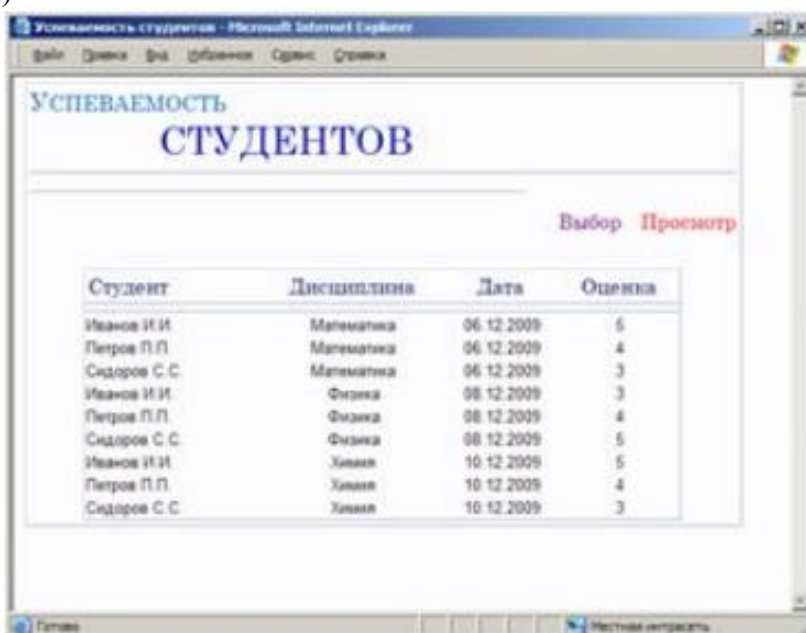 )
Успеваемость студентов - Microsoft Internet Explorer
Файл Правка Вид Избранное Сервис Справка
Успеваемость
студентов
Выбор Просмотр
Студент Дисциплина Дата Оценка
Иванов И.И. Математика 06.12.2009 5
Петров П.П. Математика 06.12.2009 4
Сидоров С.С. Математика 06.12.2009 3
Иванов И.И. Физика 08.12.2009 3
Петров П.П. Физика 08.12.2009 4
Сидоров С.С. Физика 08.12.2009 5
Иванов И.И. Химия 10.12.2009 5
Петров П.П. Химия 10.12.2009 4
Сидоров С.С. Химия 10.12.2009 3
Готово Местная интрасеть